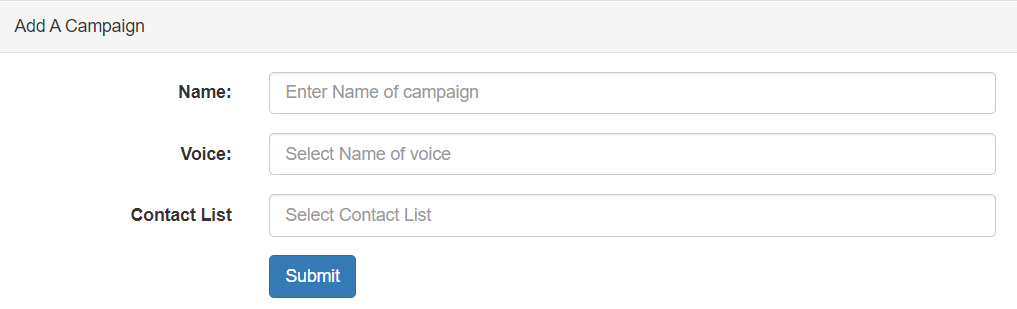 Add A Campaign
Name: Enter Name of campaign
Voice: Select Name of voice
Contact List Select Contact List
Submit